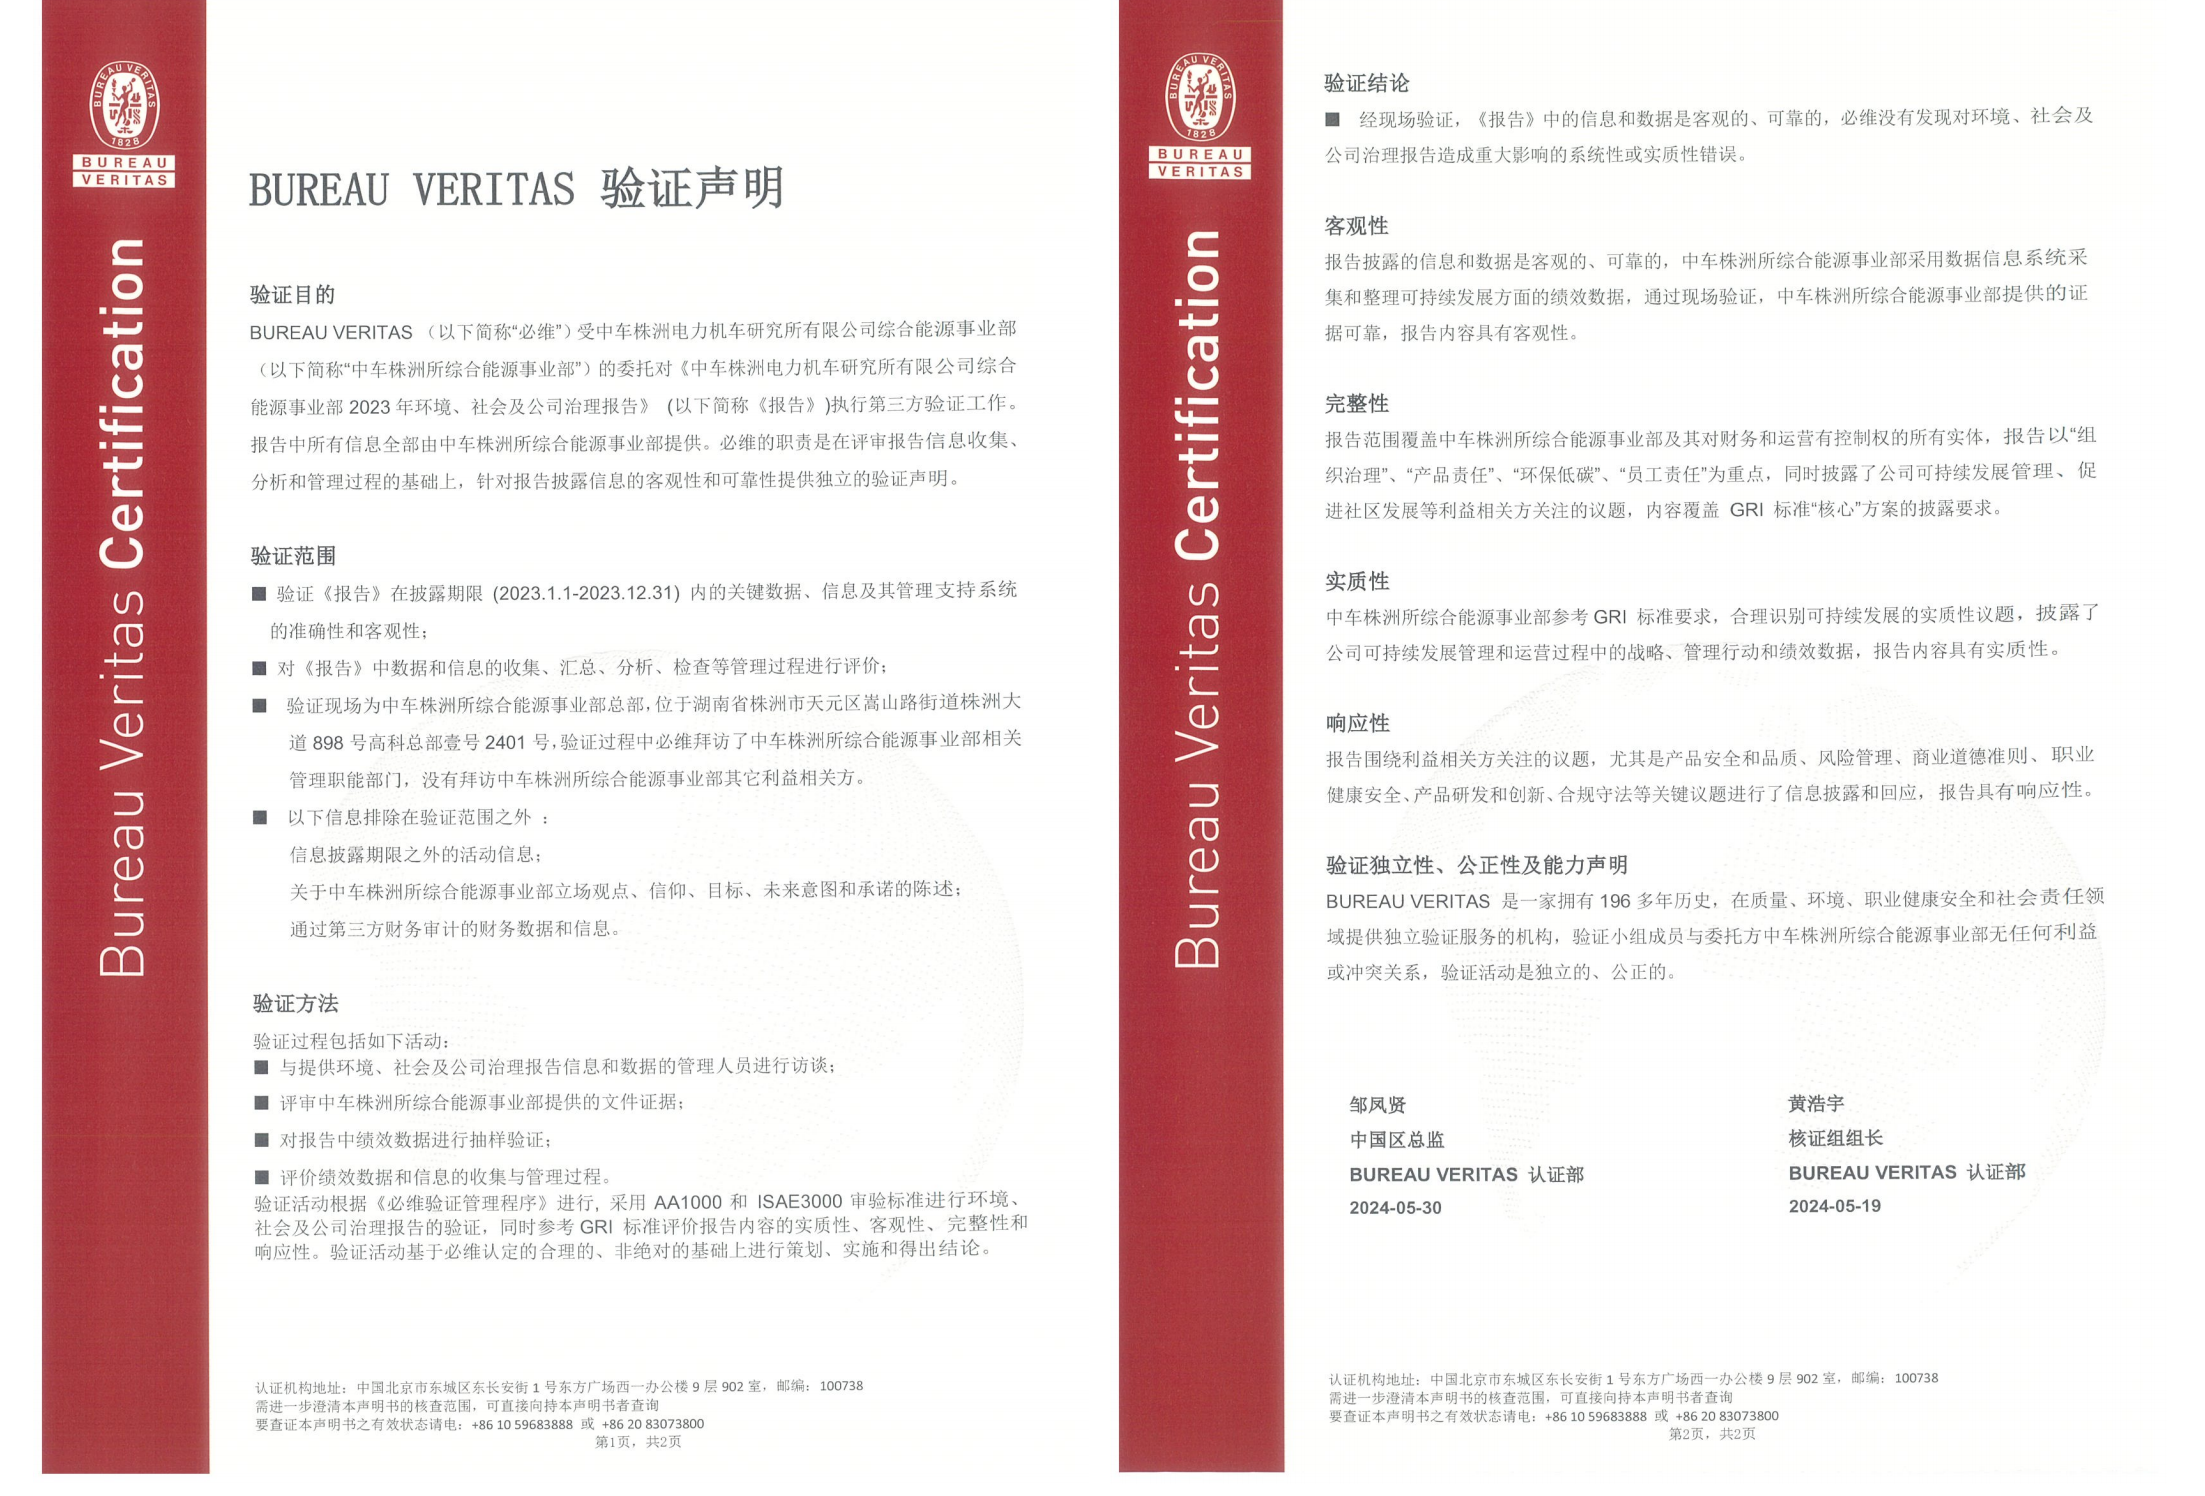 BUREAU VERITAS
1828
BUREAU
VERITAS
Bureau Veritas Certification
BUREAU VERITAS 验证声明
验证目的
BUREAU VERITAS （以下简称“必维”）受中车株洲电力机车研究所有限公司综合能源事业部
（以下简称“中车株洲所综合能源事业部”）的委托对《中车株洲电力机车研究所有限公司综合
能源事业部 2023 年环境、社会及公司治理报告》 (以下简称《报告》)执行第三方验证工作。
报告中所有信息全部由中车株洲所综合能源事业部提供。必维的职责是在评审报告信息收集、
分析和管理过程的基础上，针对报告披露信息的客观性和可靠性提供独立的验证声明。
验证范围
■ 验证《报告》在披露期限 (2023.1.1-2023.12.31) 内的关键数据、信息及其管理支持系统
的准确性和客观性；
■ 对《报告》中数据和信息的收集、汇总、分析、检查等管理过程进行评价；
■ 验证现场为中车株洲所综合能源事业部总部，位于湖南省株洲市天元区嵩山路街道株洲大
道 898 号高科总部壹号 2401 号，验证过程中必维拜访了中车株洲所综合能源事业部相关
管理职能部门，没有拜访中车株洲所综合能源事业部其它利益相关方。
■ 以下信息排除在验证范围之外 ：
信息披露期限之外的活动信息；
关于中车株洲所综合能源事业部立场观点、信仰、目标、未来意图和承诺的陈述；
通过第三方财务审计的财务数据和信息。
验证方法
验证过程包括如下活动：
■ 与提供环境、社会及公司治理报告信息和数据的管理人员进行访谈；
■ 评审中车株洲所综合能源事业部提供的文件证据；
■ 对报告中绩效数据进行抽样验证；
■ 评价绩效数据和信息的收集与管理过程。
验证活动根据《必维验证管理程序》进行, 采用 AA1000 和 ISAE3000 审验标准进行环境、
社会及公司治理报告的验证，同时参考 GRI 标准评价报告内容的实质性、客观性、完整性和
响应性。验证活动基于必维认定的合理的、非绝对的基础上进行策划、实施和得出结论。
认证机构地址：中国北京市东城区东长安街 1 号东方广场西一办公楼 9 层 902 室，邮编：100738
需进一步澄清本声明书的核查范围，可直接向持本声明书者查询
要查证本声明书之有效状态请电：+86 10 59683888 或 +86 20 83073800
第1页，共2页
BUREAU VERITAS
1828
BUREAU
VERITAS
Bureau Veritas Certification
验证结论
■ 经现场验证，《报告》中的信息和数据是客观的、可靠的，必维没有发现对环境、社会及
公司治理报告造成重大影响的系统性或实质性错误。
客观性
报告披露的信息和数据是客观的、可靠的，中车株洲所综合能源事业部采用数据信息系统采
集和整理可持续发展方面的绩效数据，通过现场验证，中车株洲所综合能源事业部提供的证
据可靠，报告内容具有客观性。
完整性
报告范围覆盖中车株洲所综合能源事业部及其对财务和运营有控制权的所有实体，报告以“组
织治理”、“产品责任”、“环保低碳”、“员工责任”为重点，同时披露了公司可持续发展管理、促
进社区发展等利益相关方关注的议题，内容覆盖 GRI 标准“核心”方案的披露要求。
实质性
中车株洲所综合能源事业部参考 GRI 标准要求，合理识别可持续发展的实质性议题，披露了
公司可持续发展管理和运营过程中的战略、管理行动和绩效数据，报告内容具有实质性。
响应性
报告围绕利益相关方关注的议题，尤其是产品安全和品质、风险管理、商业道德准则、职业
健康安全、产品研发和创新、合规守法等关键议题进行了信息披露和回应，报告具有响应性。
验证独立性、公正性及能力声明
BUREAU VERITAS 是一家拥有 196 多年历史，在质量、环境、职业健康安全和社会责任领
域提供独立验证服务的机构，验证小组成员与委托方中车株洲所综合能源事业部无任何利益
或冲突关系，验证活动是独立的、公正的。
邹凤贤
中国区总监
BUREAU VERITAS 认证部
2024-05-30
黄浩宇
核证组组长
BUREAU VERITAS 认证部
2024-05-19
认证机构地址：中国北京市东城区东长安街 1 号东方广场西一办公楼 9 层 902 室，邮编：100738
需进一步澄清本声明书的核查范围，可直接向持本声明书者查询
要查证本声明书之有效状态请电：+86 10 59683888 或 +86 20 83073800
第2页，共2页